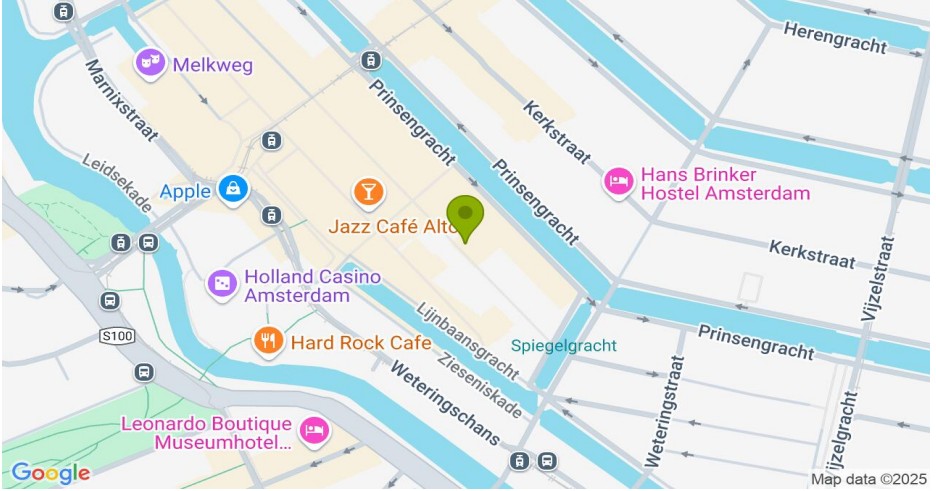 Herengracht
Melkweg
Marnixstraat
Prinsengracht
Kerkstraat
Prinsengracht
Leidsekade
Apple
Hans Brinker
Hostel Amsterdam
Jazz Café Alto
Kerkstraat
Vijzelstraat
Holland Casino
Amsterdam
Lijnbaansgracht
S100
Hard Rock Cafe
Spiegelgracht
Prinsengracht
Zieseniskade
Weteringschans
Weteringstraat
Leonardo Boutique
Museumhotel...
ijzelgracht
Google
Map data ©2025